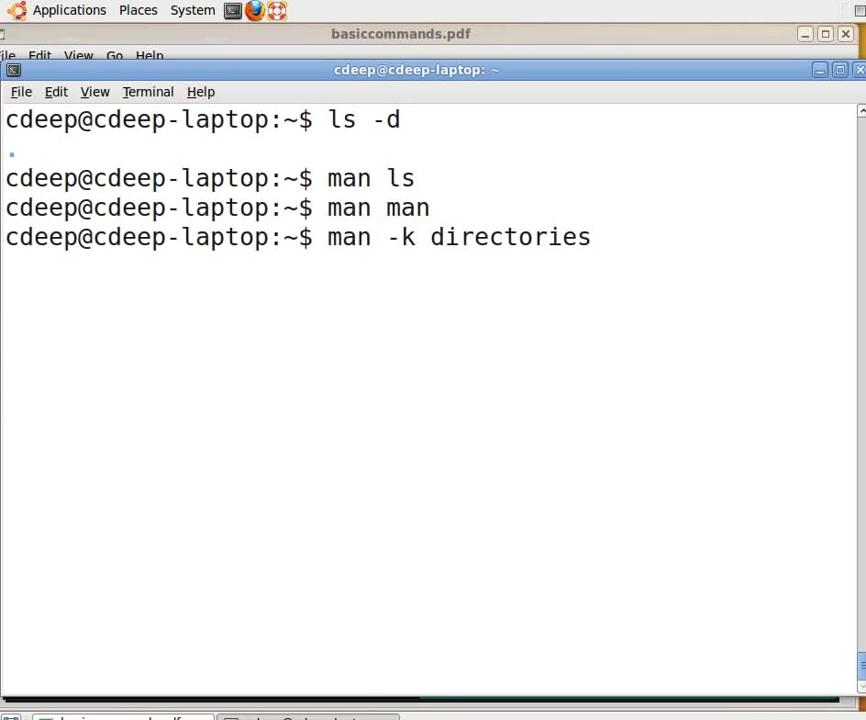 Applications Places System
basiccommands.pdf
ile Edit View Go Help
cdeep@cdeep-laptop: ~
File Edit View Terminal Help
cdeep@cdeep-laptop:~$ ls -d
.
cdeep@cdeep-laptop:~$ man ls
cdeep@cdeep-laptop:~$ man man
cdeep@cdeep-laptop:~$ man -k directories